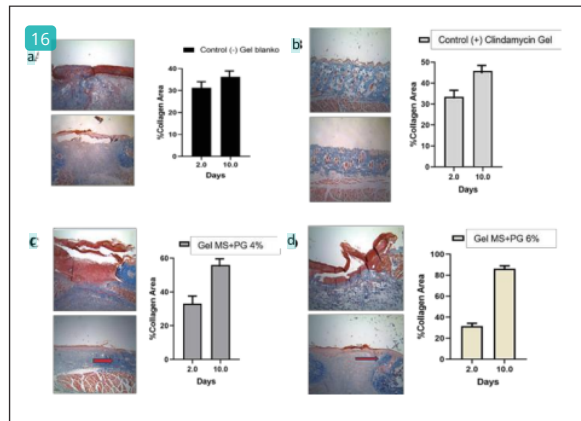 16
a
Control (-) Gel blanko
%Collagen Area
40
30
20
10
0
2.0 10.0
Days
b
Control (+) Clindamycin Gel
%Collagen Area
50
40
30
20
10
0
2.0 10.0
Days
c
Gel MS+PG 4%
%Collagen Area
60
40
20
0
2.0 10.0
Days
d
Gel MS+PG 6%
%Collagen Area
100
80
60
40
20
0
2.0 10.0
Days